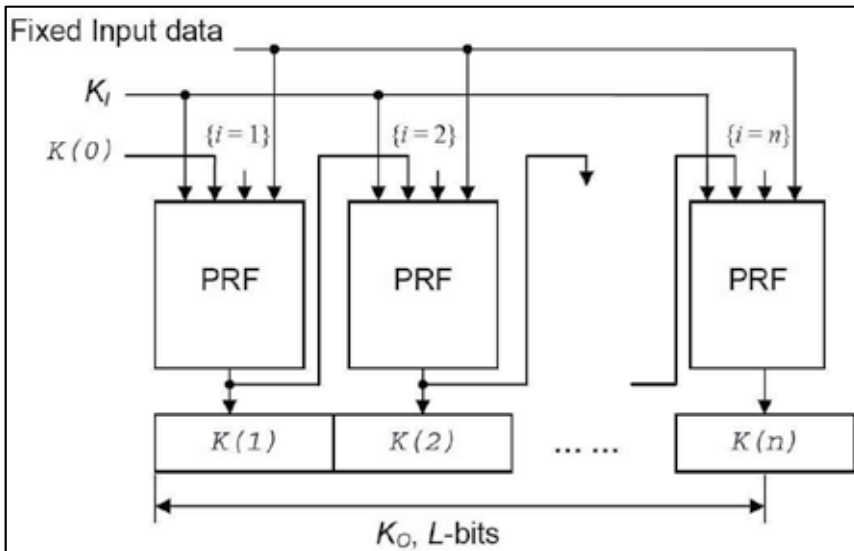 Fixed Input data
K_I
K(0)
{i = 1}
{i = 2}
{i = n}
PRF
PRF
PRF
K(1)
K(2)
... ...
K(n)
K_O, L-bits